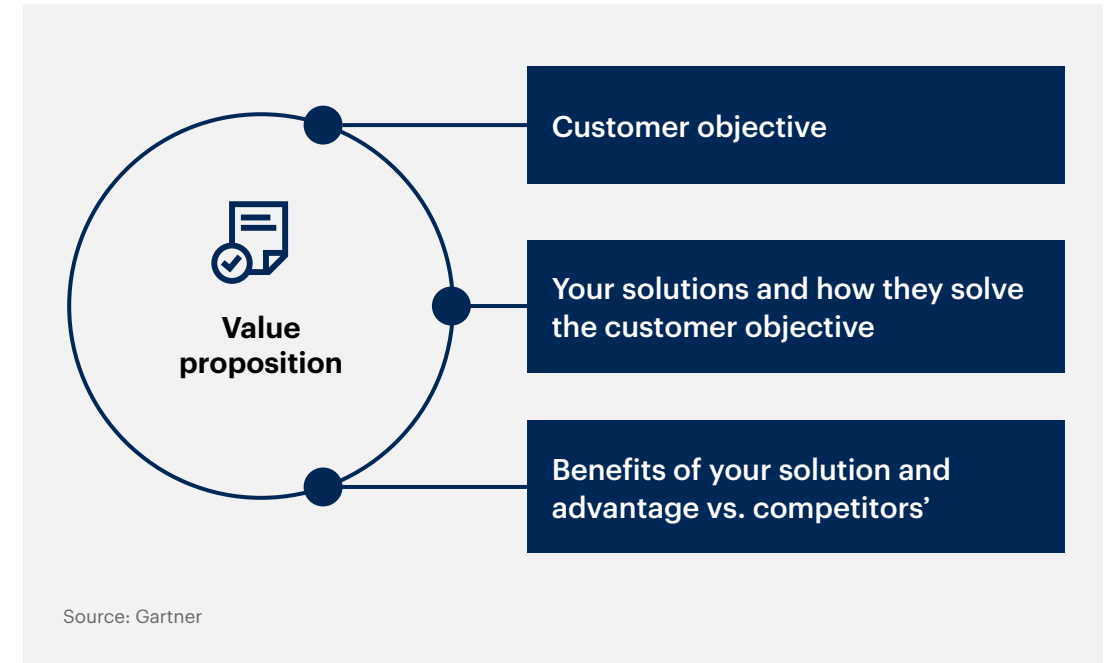 Customer objective
Your solutions and how they solve
the customer objective
Value
proposition
Benefits of your solution and
advantage vs. competitors’
Source: Gartner